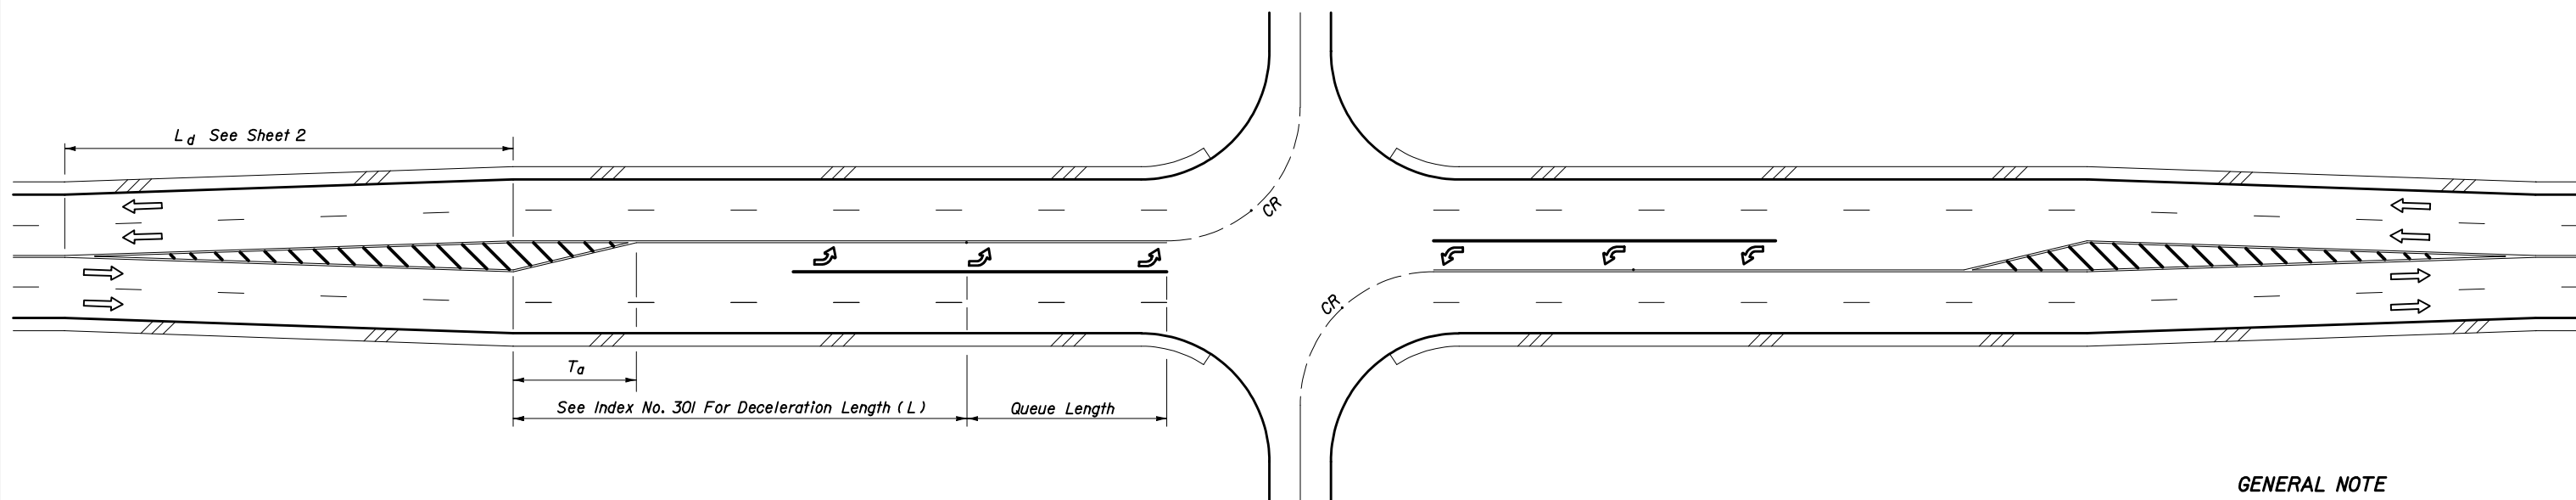 Ld See Sheet 2
CR
CR
Ta
See Index No. 301 For Deceleration Length (L)
Queue Length
GENERAL NOTE